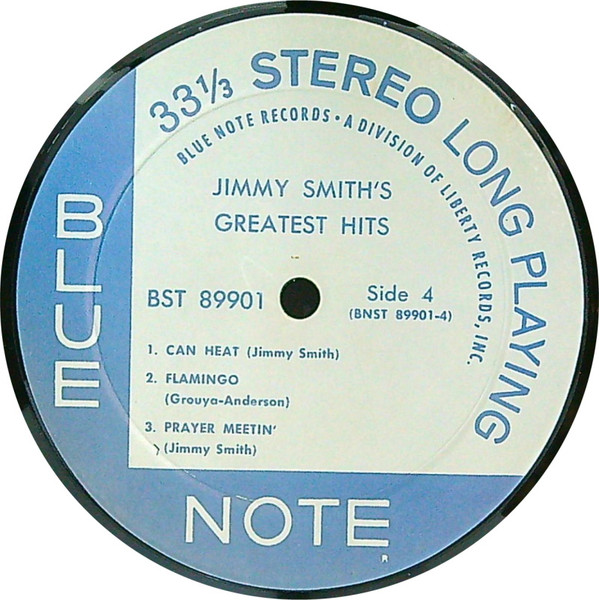 33 1/3 STEREO LONG PLAYING
BLUE NOTE RECORDS • A DIVISION OF LIBERTY RECORDS, INC.
JIMMY SMITH'S
GREATEST HITS
BST 89901
Side 4
(BNST 89901-4)
1. CAN HEAT (Jimmy Smith)
2. FLAMINGO
(Grouya-Anderson)
3. PRAYER MEETIN'
(Jimmy Smith)
BLUE
NOTE
®